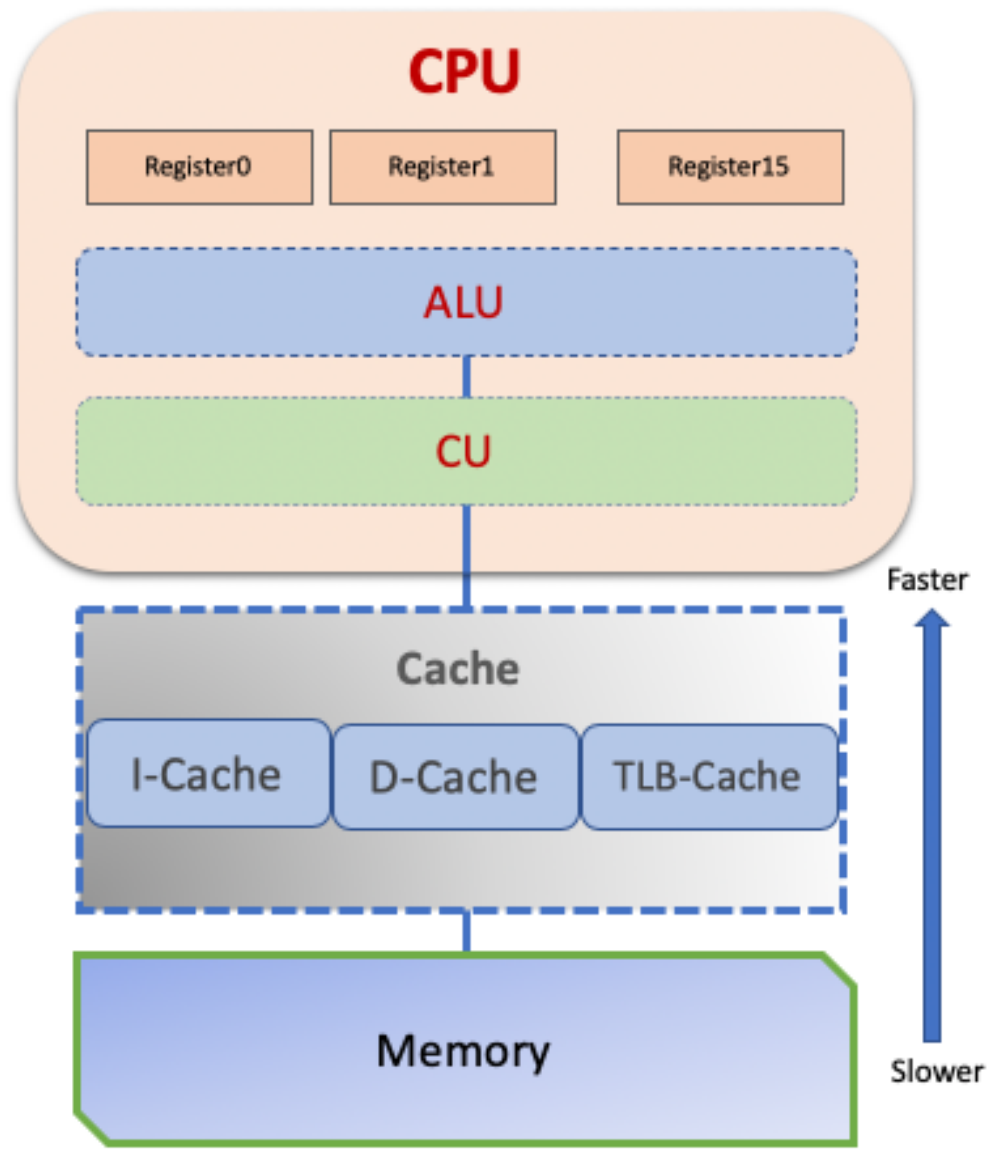 CPU
Register0
Register1
Register15
ALU
CU
Faster
Cache
I-Cache
D-Cache
TLB-Cache
Memory
Slower